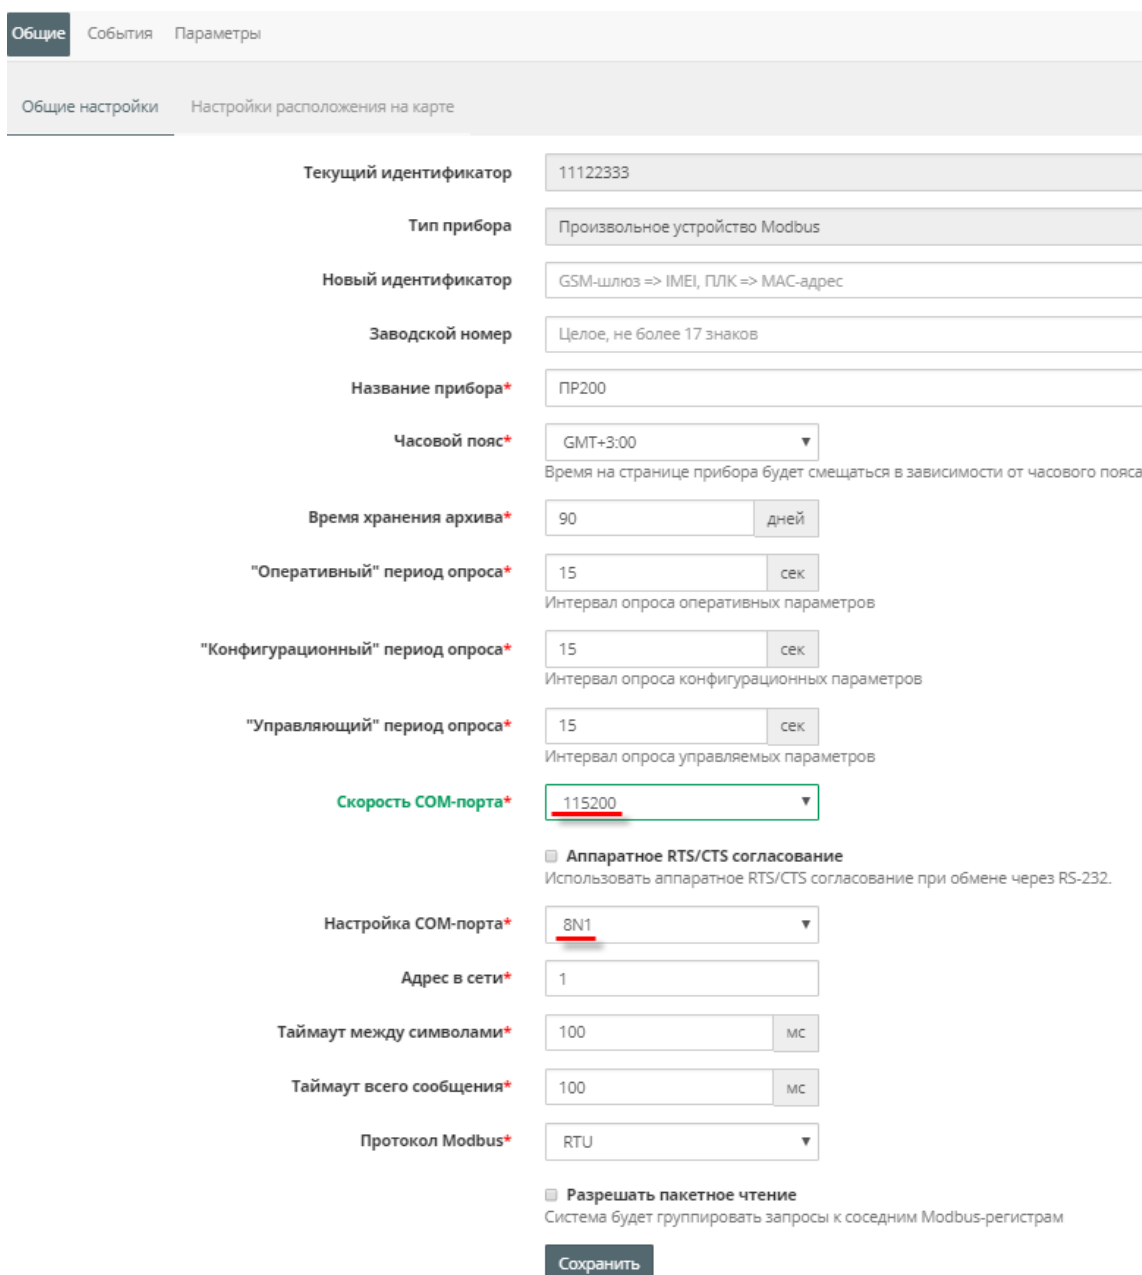 Общие События Параметры
Общие настройки Настройки расположения на карте
Текущий идентификатор 11122333
Тип прибора Произвольное устройство Modbus
Новый идентификатор GSM-шлюз => IMEI, ПЛК => MAC-адрес
Заводской номер Целое, не более 17 знаков
Название прибора* ПР200
Часовой пояс* GMT+3:00
Время на странице прибора будет смещаться в зависимости от часового пояса
Время хранения архива* 90 дней
"Оперативный" период опроса* 15 сек
Интервал опроса оперативных параметров
"Конфигурационный" период опроса* 15 сек
Интервал опроса конфигурационных параметров
"Управляющий" период опроса* 15 сек
Интервал опроса управляемых параметров
Скорость COM-порта* 115200
Аппаратное RTS/CTS согласование
Использовать аппаратное RTS/CTS согласование при обмене через RS-232.
Настройка COM-порта* 8N1
Адрес в сети* 1
Таймаут между символами* 100 мс
Таймаут всего сообщения* 100 мс
Протокол Modbus* RTU
Разрешать пакетное чтение
Система будет группировать запросы к соседним Modbus-регистрам
Сохранить